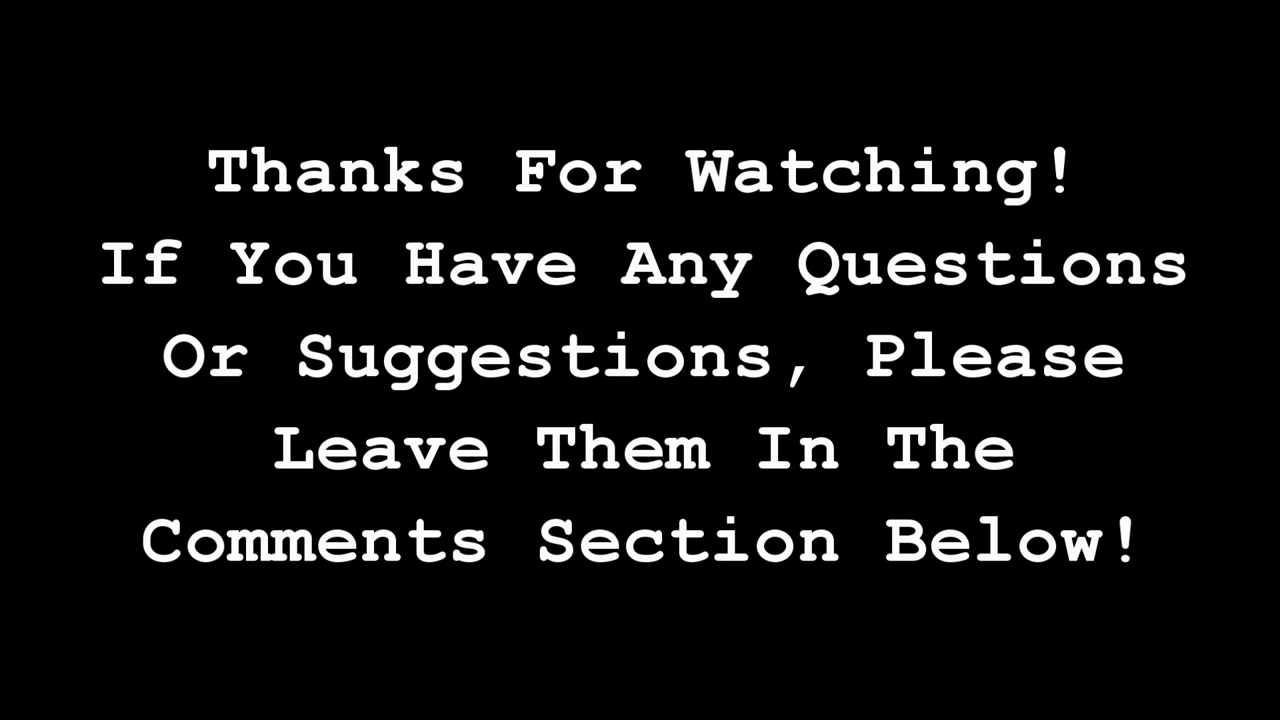 Thanks For Watching!
If You Have Any Questions
Or Suggestions, Please
Leave Them In The
Comments Section Below!